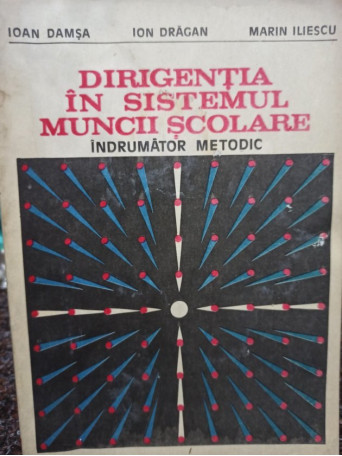 IOAN DAMȘA ION DRĂGAN MARIN ILIESCU
DIRIGENȚIA
ÎN SISTEMUL
MUNCII ȘCOLARE
ÎNDRUMĂTOR METODIC